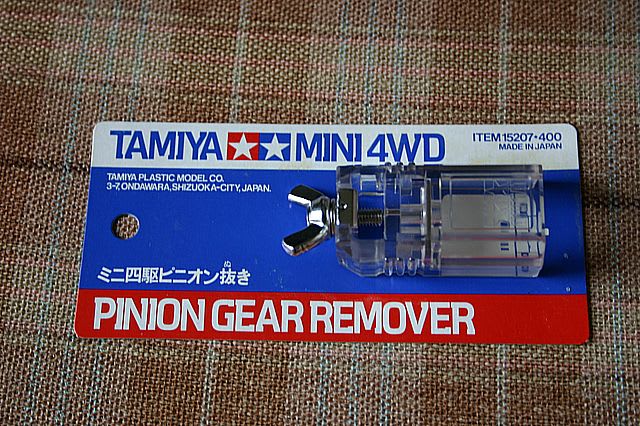 TAMIYA MINI 4WD
ITEM 15207・400
MADE IN JAPAN
TAMIYA PLASTIC MODEL CO.
3-7, ONDAWARA, SHIZUOKA-CITY, JAPAN.
ぬ
ミニ四駆ピニオン抜き
PINION GEAR REMOVER